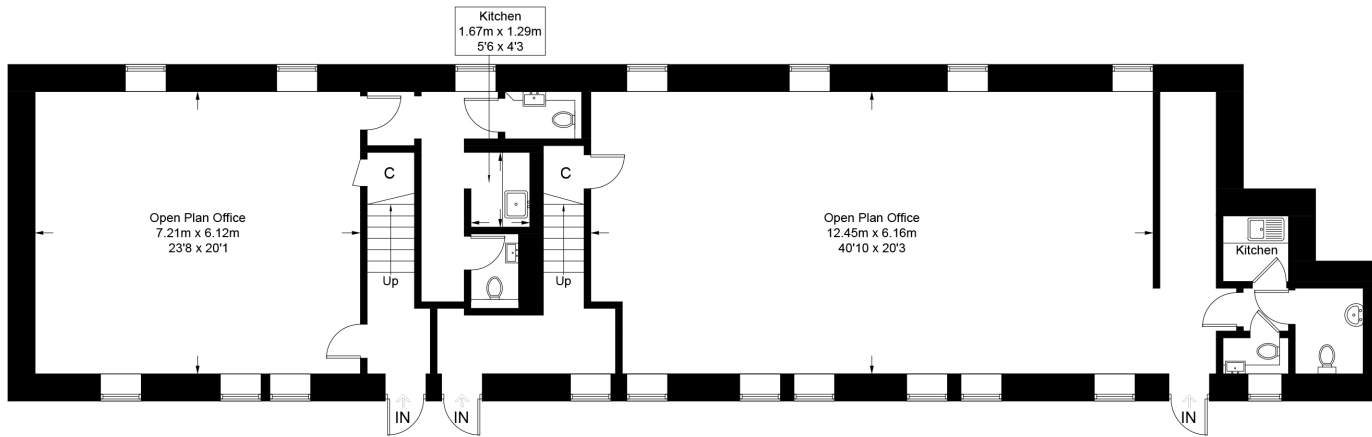 Kitchen
1.67m x 1.29m
5'6 x 4'3
C
C
Open Plan Office
7.21m x 6.12m
23'8 x 20'1
Open Plan Office
12.45m x 6.16m
40'10 x 20'3
Kitchen
Up
Up
IN
IN
IN